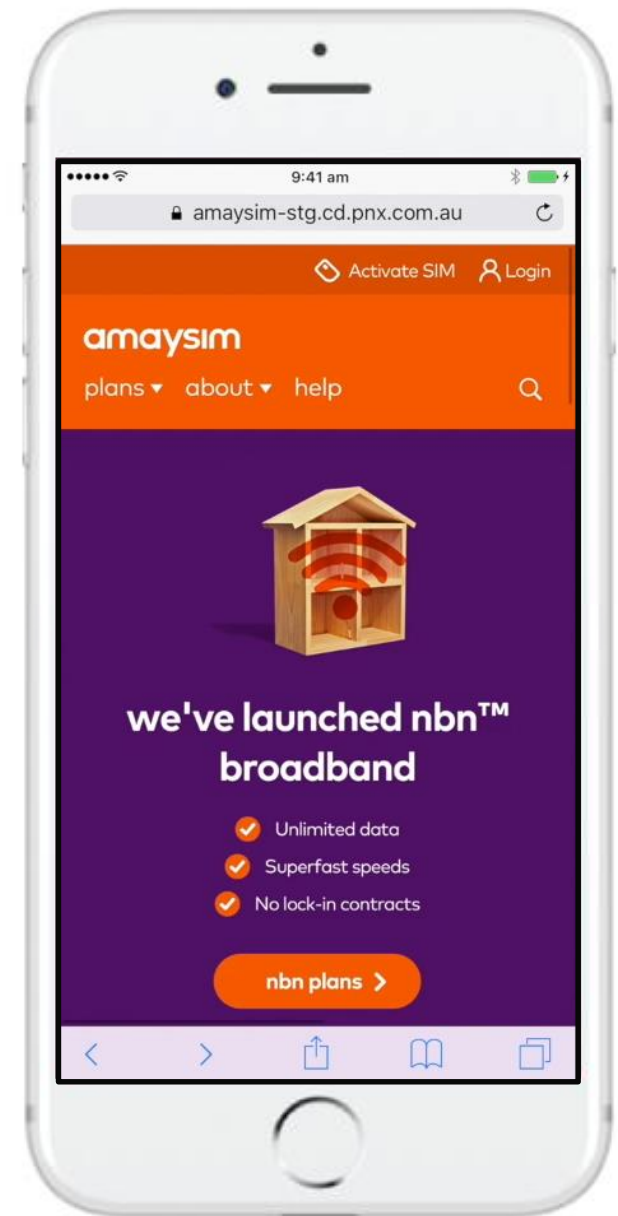 9:41 am
amaysim-stg.cd.pnx.com.au
Activate SIM Login
amaysim
plans about help
we've launched nbn™
broadband
Unlimited data
Superfast speeds
No lock-in contracts
nbn plans